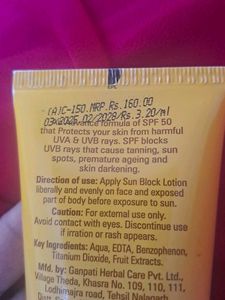 (A)C-150.MRP.Rs.160.00
03/2025.02/2028/Rs.3.20/ml
Advance formula of SPF 50
that Protects your skin from harmful
UVA & UVB rays. SPF blocks
UVB rays that cause tanning, sun
spots, premature ageing and
skin darkening.
Direction of use: Apply Sun Block Lotion
liberally and evenly on face and exposed
part of body before exposure to sun.
Caution: For external use only.
Avoid contact with eyes. Discontinue
if irritation or rash appears.
Key Ingredients: Aqua, EDTA, Benzophenon,
Titanium Dioxide, Fruit Extracts.
Mfd. by: Ganpati Herbal Care Pvt. Ltd.,
Village Theda, Khasra No. 109, 110, 111,
Lodhimajra road, Tehsil Nalagarh